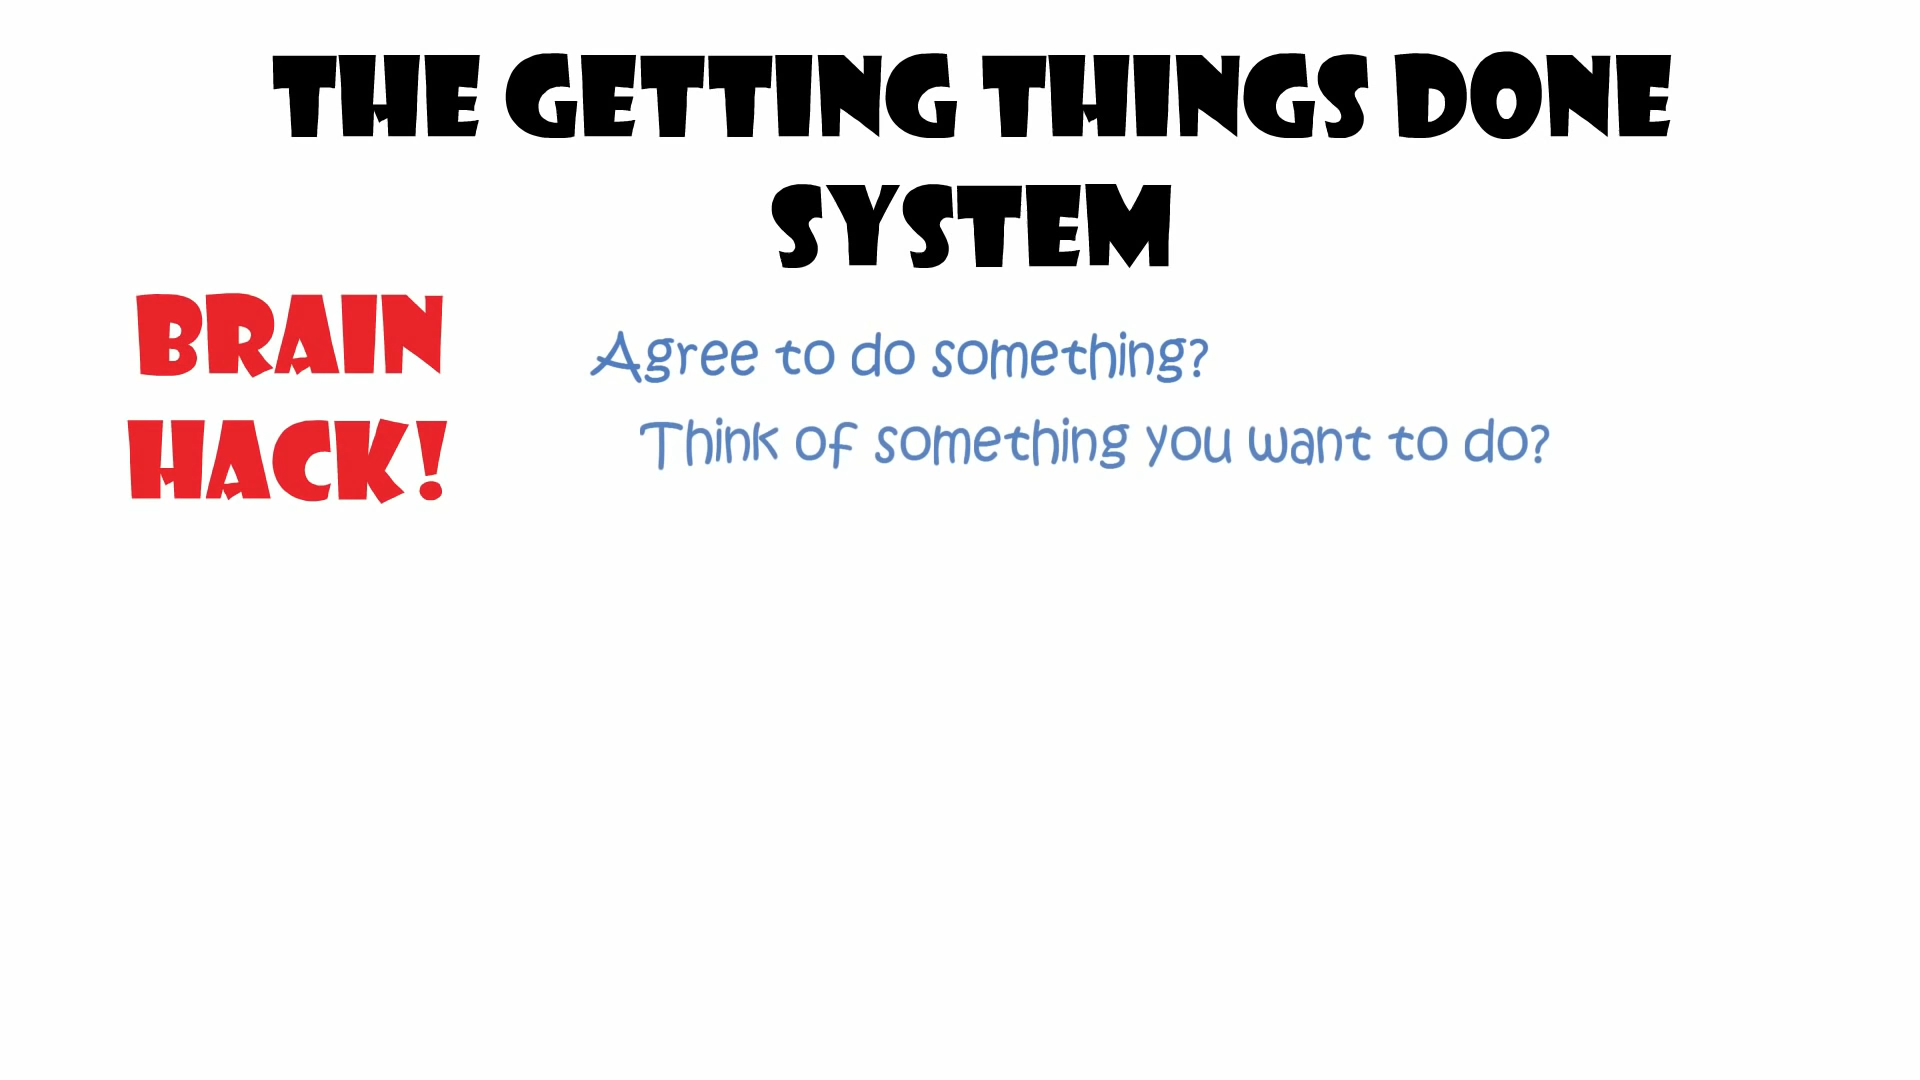 THE GETTING THINGS DONE
SYSTEM
BRAIN
HACK!
Agree to do something?
Think of something you want to do?